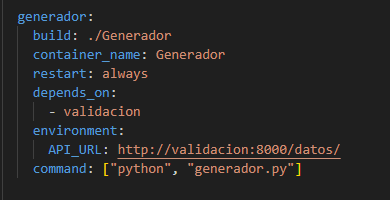 generador:
build: ./Generador
container_name: Generador
restart: always
depends_on:
- validacion
environment:
API_URL: http://validacion:8000/datos/
command: ["python", "generador.py"]